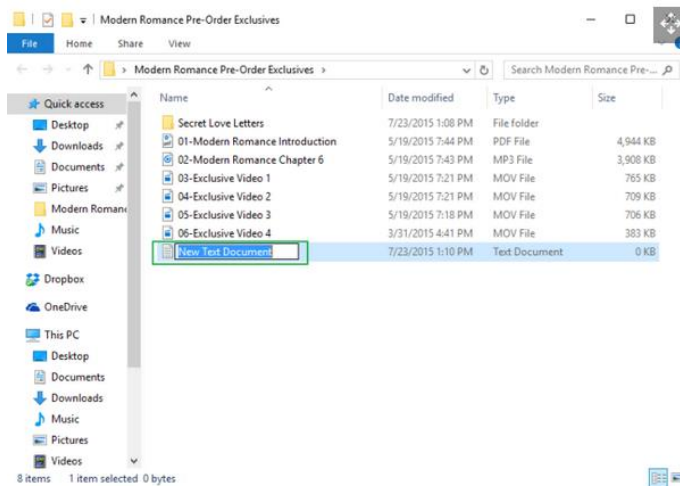 Modern Romance Pre-Order Exclusives
File Home Share View
Modern Romance Pre-Order Exclusives
Search Modern Romance Pre-...
Name Date modified Type Size
Quick access
Desktop
Downloads
Documents
Pictures
Modern Romanc
Music
Videos
Dropbox
OneDrive
This PC
Desktop
Documents
Downloads
Music
Pictures
Videos
Secret Love Letters 7/23/2015 1:08 PM File folder
01-Modern Romance Introduction 5/19/2015 7:44 PM PDF File 4,944 KB
02-Modern Romance Chapter 6 5/19/2015 7:43 PM MP3 File 3,908 KB
03-Exclusive Video 1 5/19/2015 7:21 PM MOV File 765 KB
04-Exclusive Video 2 5/19/2015 7:21 PM MOV File 709 KB
05-Exclusive Video 3 5/19/2015 7:18 PM MOV File 706 KB
06-Exclusive Video 4 3/31/2015 4:41 PM MOV File 383 KB
New Text Document 7/23/2015 1:10 PM Text Document 0 KB
8 items 1 item selected 0 bytes